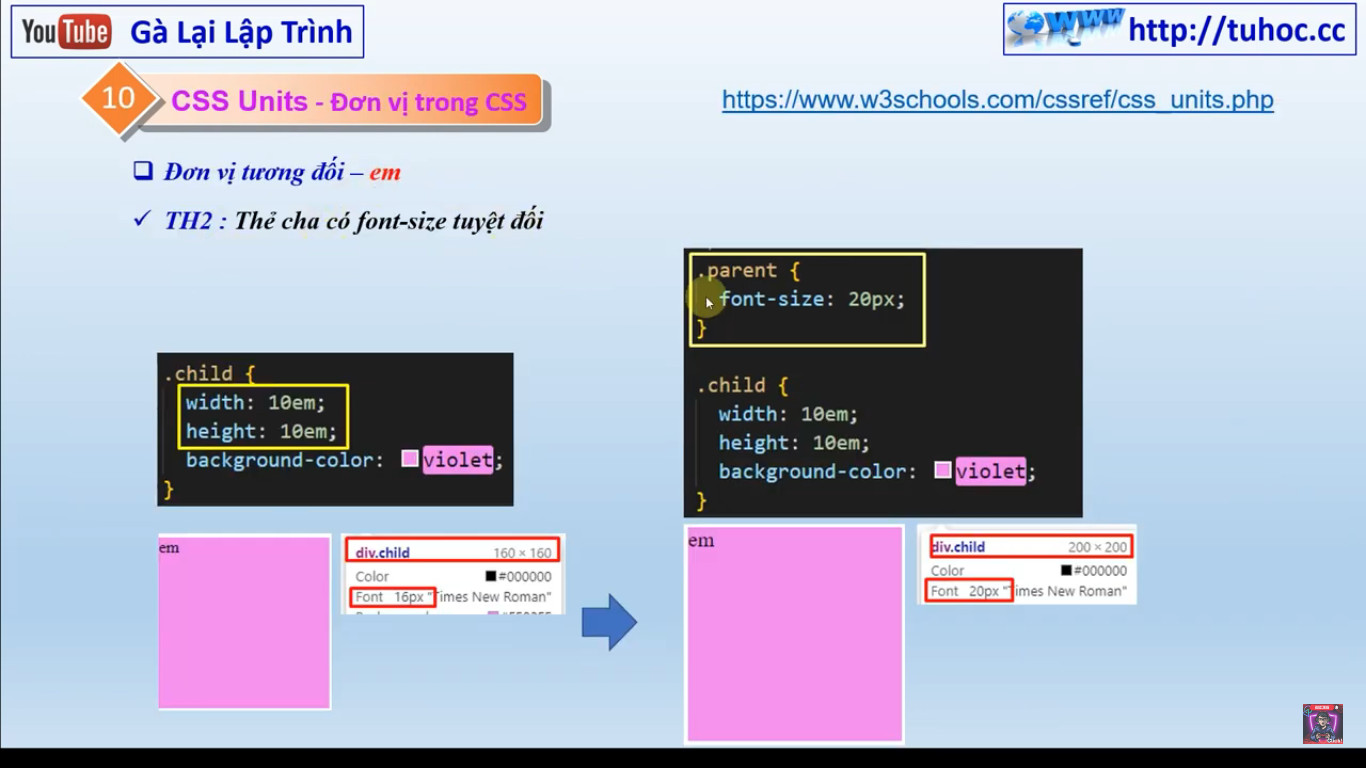 YouTube Gà Lại Lập Trình
WWW http://tuhoc.cc
10 CSS Units - Đơn vị trong CSS
https://www.w3schools.com/cssref/css_units.php
Đơn vị tương đối – em
TH2 : Thẻ cha có font-size tuyệt đối
.parent {
font-size: 20px;
}
.child {
width: 10em;
height: 10em;
background-color: violet;
}
.child {
width: 10em;
height: 10em;
background-color: violet;
}
em
div.child 160 × 160
Color #000000
Font 16px "Times New Roman"
em
div.child 200 × 200
Color #000000
Font 20px "Times New Roman"